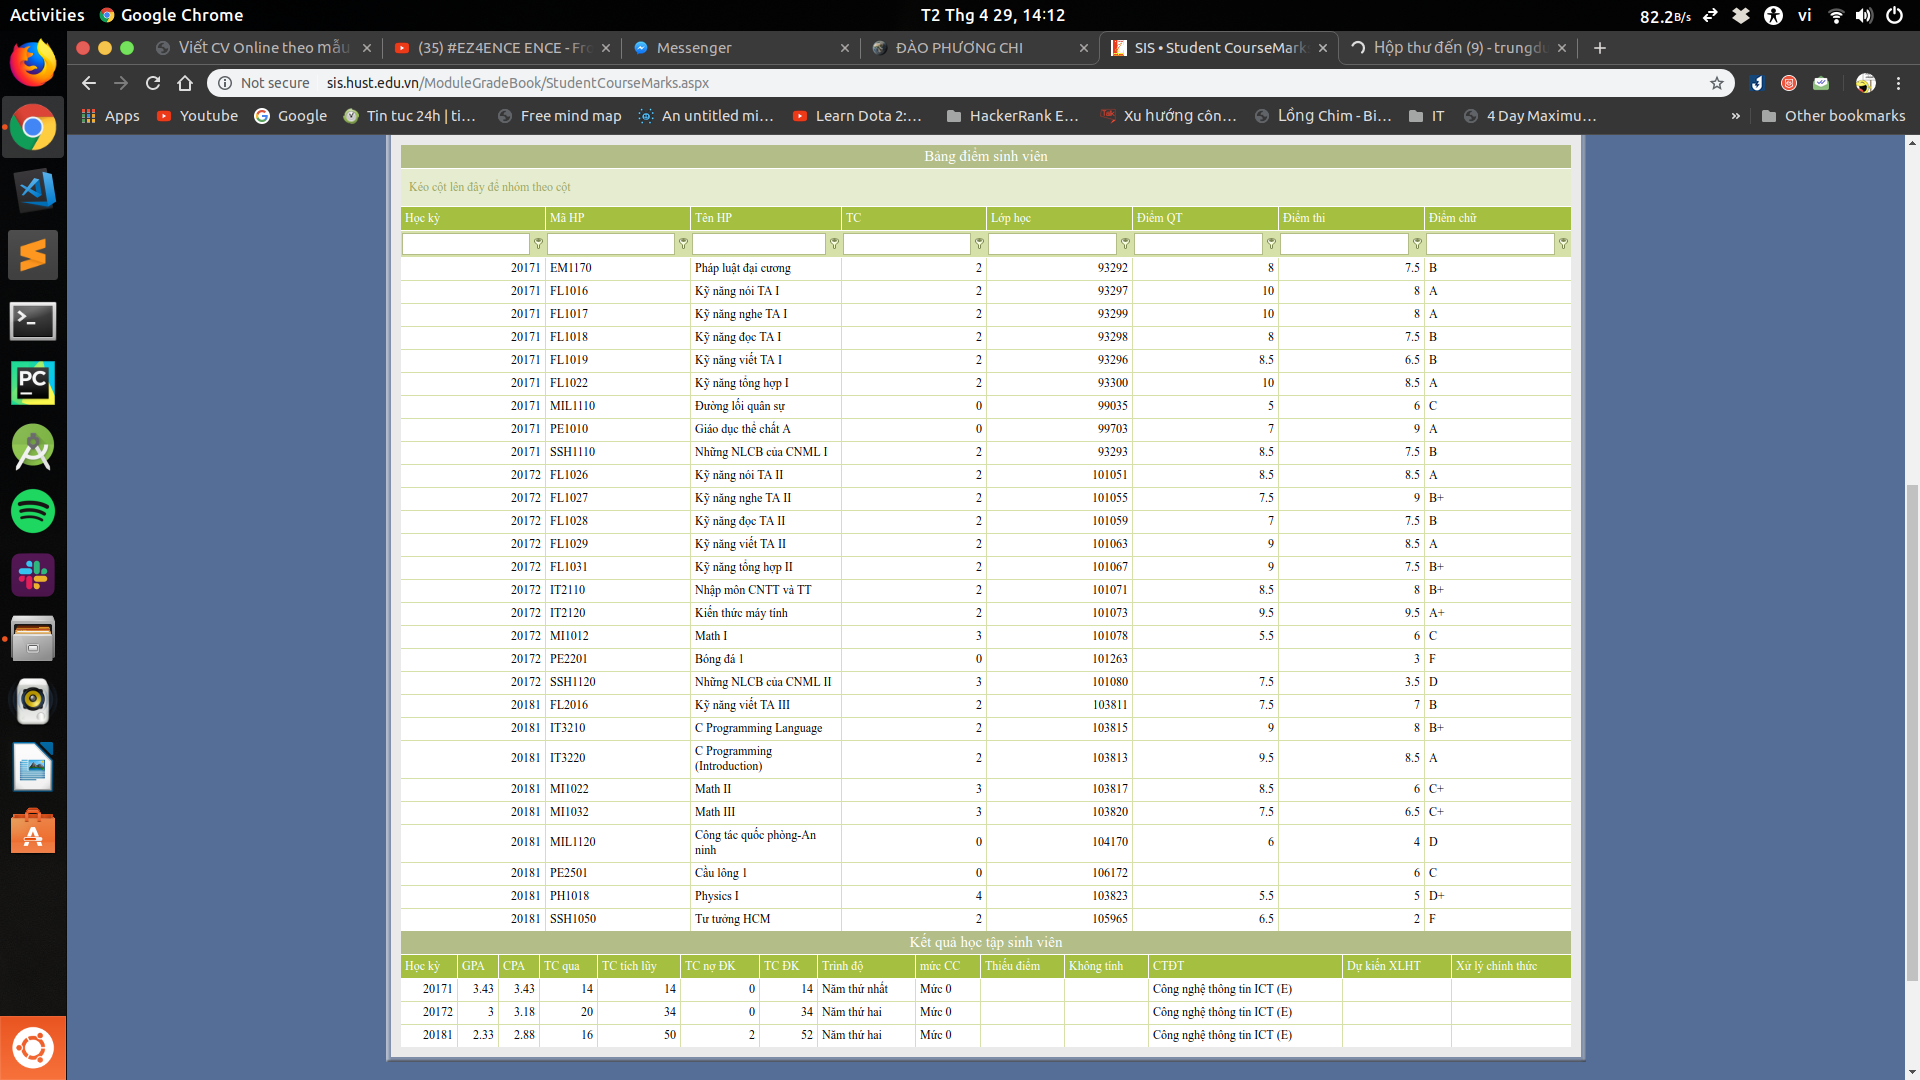 Activities Google Chrome T2 Thg 4 29, 14:12 82.2B/s vi
Viết CV Online theo mẫu (35) #EZ4ENCE ENCE - Fro Messenger ĐÀO PHƯƠNG CHI SIS • Student CourseMarks Hộp thư đến (9) - trungdu
Not secure sis.hust.edu.vn/ModuleGradeBook/StudentCourseMarks.aspx
Apps Youtube Google Tin tuc 24h | ti... Free mind map An untitled mi... Learn Dota 2:... HackerRank E... Xu hướng côn... Lồng Chim - Bi... IT 4 Day Maximu... » Other bookmarks
Bảng điểm sinh viên
Kéo cột lên đây để nhóm theo cột
Học kỳ Mã HP Tên HP TC Lớp học Điểm QT Điểm thi Điểm chữ
20171 EM1170 Pháp luật đại cương 2 93292 8 7.5 B
20171 FL1016 Kỹ năng nói TA I 2 93297 10 8 A
20171 FL1017 Kỹ năng nghe TA I 2 93299 10 8 A
20171 FL1018 Kỹ năng đọc TA I 2 93298 8 7.5 B
20171 FL1019 Kỹ năng viết TA I 2 93296 8.5 6.5 B
20171 FL1022 Kỹ năng tổng hợp I 2 93300 10 8.5 A
20171 MIL1110 Đường lối quân sự 0 99035 5 6 C
20171 PE1010 Giáo dục thể chất A 0 99703 7 9 A
20171 SSH1110 Những NLCB của CNML I 2 93293 8.5 7.5 B
20172 FL1026 Kỹ năng nói TA II 2 101051 8.5 8.5 A
20172 FL1027 Kỹ năng nghe TA II 2 101055 7.5 9 B+
20172 FL1028 Kỹ năng đọc TA II 2 101059 7 7.5 B
20172 FL1029 Kỹ năng viết TA II 2 101063 9 8.5 A
20172 FL1031 Kỹ năng tổng hợp II 2 101067 9 7.5 B+
20172 IT2110 Nhập môn CNTT và TT 2 101071 8.5 8 B+
20172 IT2120 Kiến thức máy tính 2 101073 9.5 9.5 A+
20172 MI1012 Math I 3 101078 5.5 6 C
20172 PE2201 Bóng đá 1 0 101263 3 F
20172 SSH1120 Những NLCB của CNML II 3 101080 7.5 3.5 D
20181 FL2016 Kỹ năng viết TA III 2 103811 7.5 7 B
20181 IT3210 C Programming Language 2 103815 9 8 B+
20181 IT3220 C Programming (Introduction) 2 103813 9.5 8.5 A
20181 MI1022 Math II 3 103817 8.5 6 C+
20181 MI1032 Math III 3 103820 7.5 6.5 C+
20181 MIL1120 Công tác quốc phòng-An ninh 0 104170 6 4 D
20181 PE2501 Cầu lông 1 0 106172 6 C
20181 PH1018 Physics I 4 103823 5.5 5 D+
20181 SSH1050 Tư tưởng HCM 2 105965 6.5 2 F
Kết quả học tập sinh viên
Học kỳ GPA CPA TC qua TC tích lũy TC nợ ĐK TC ĐK Trình độ mức CC Thiếu điểm Không tính CTĐT Dự kiến XLHT Xử lý chính thức
20171 3.43 3.43 14 14 0 14 Năm thứ nhất Mức 0 Công nghệ thông tin ICT (E)
20172 3 3.18 20 34 0 34 Năm thứ hai Mức 0 Công nghệ thông tin ICT (E)
20181 2.33 2.88 16 50 2 52 Năm thứ hai Mức 0 Công nghệ thông tin ICT (E)